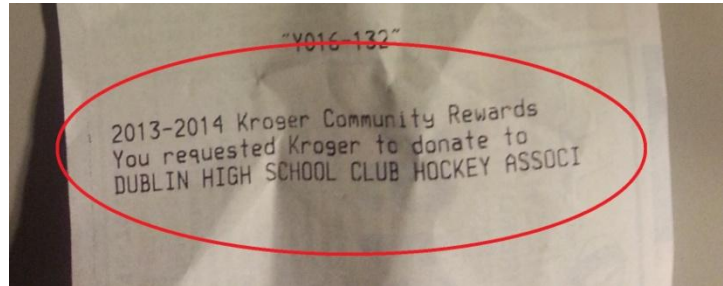 "Y016-132"
2013-2014 Kroger Community Rewards
You requested Kroger to donate to
DUBLIN HIGH SCHOOL CLUB HOCKEY ASSOCI